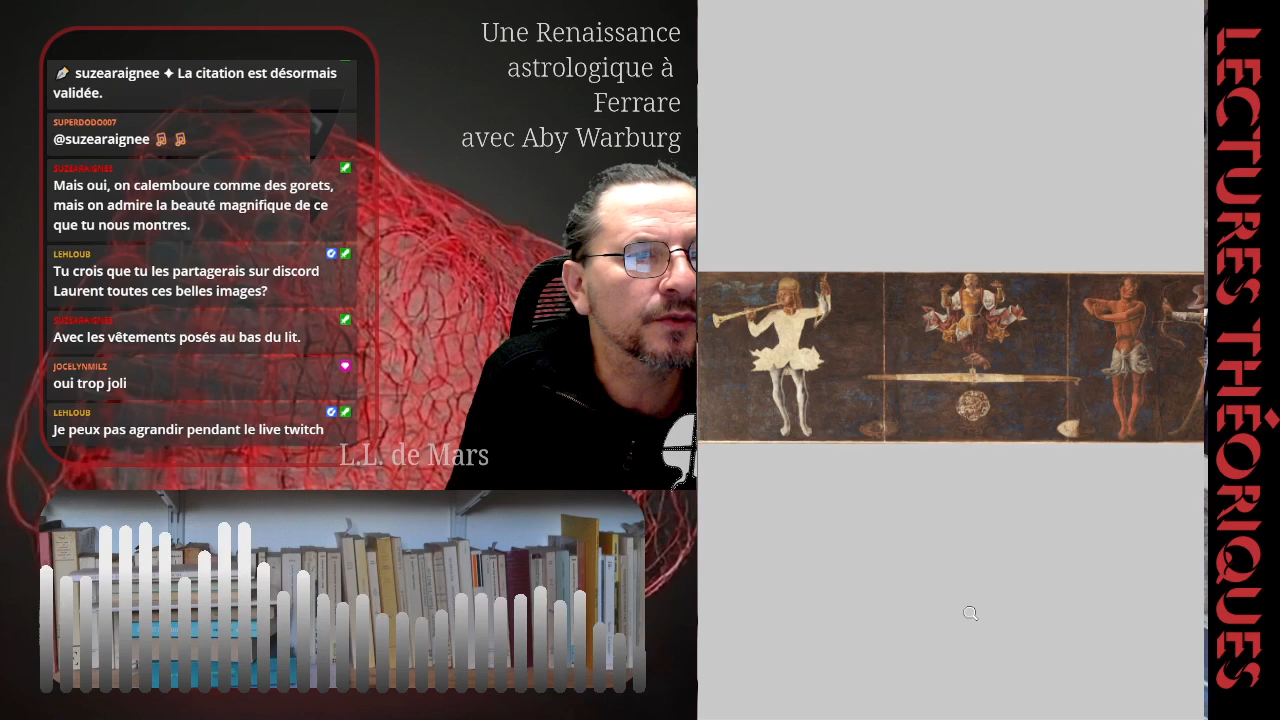 Une Renaissance
astrologique à
Ferrare
avec Aby Warburg
suzearaignee ✦ La citation est désormais
validée.
SUPERDODO007
@suzearaignee
SUZEARAIGNEE
Mais oui, on calemboure comme des gorets,
mais on admire la beauté magnifique de ce
que tu nous montres.
LEHLOUB
Tu crois que tu les partagerais sur discord
Laurent toutes ces belles images?
SUZEARAIGNEE
Avec les vêtements posés au bas du lit.
JOCELYNMILZ
oui trop joli
LEHLOUB
Je peux pas agrandir pendant le live twitch
L.L. de Mars
LECTURES THÉORIQUES